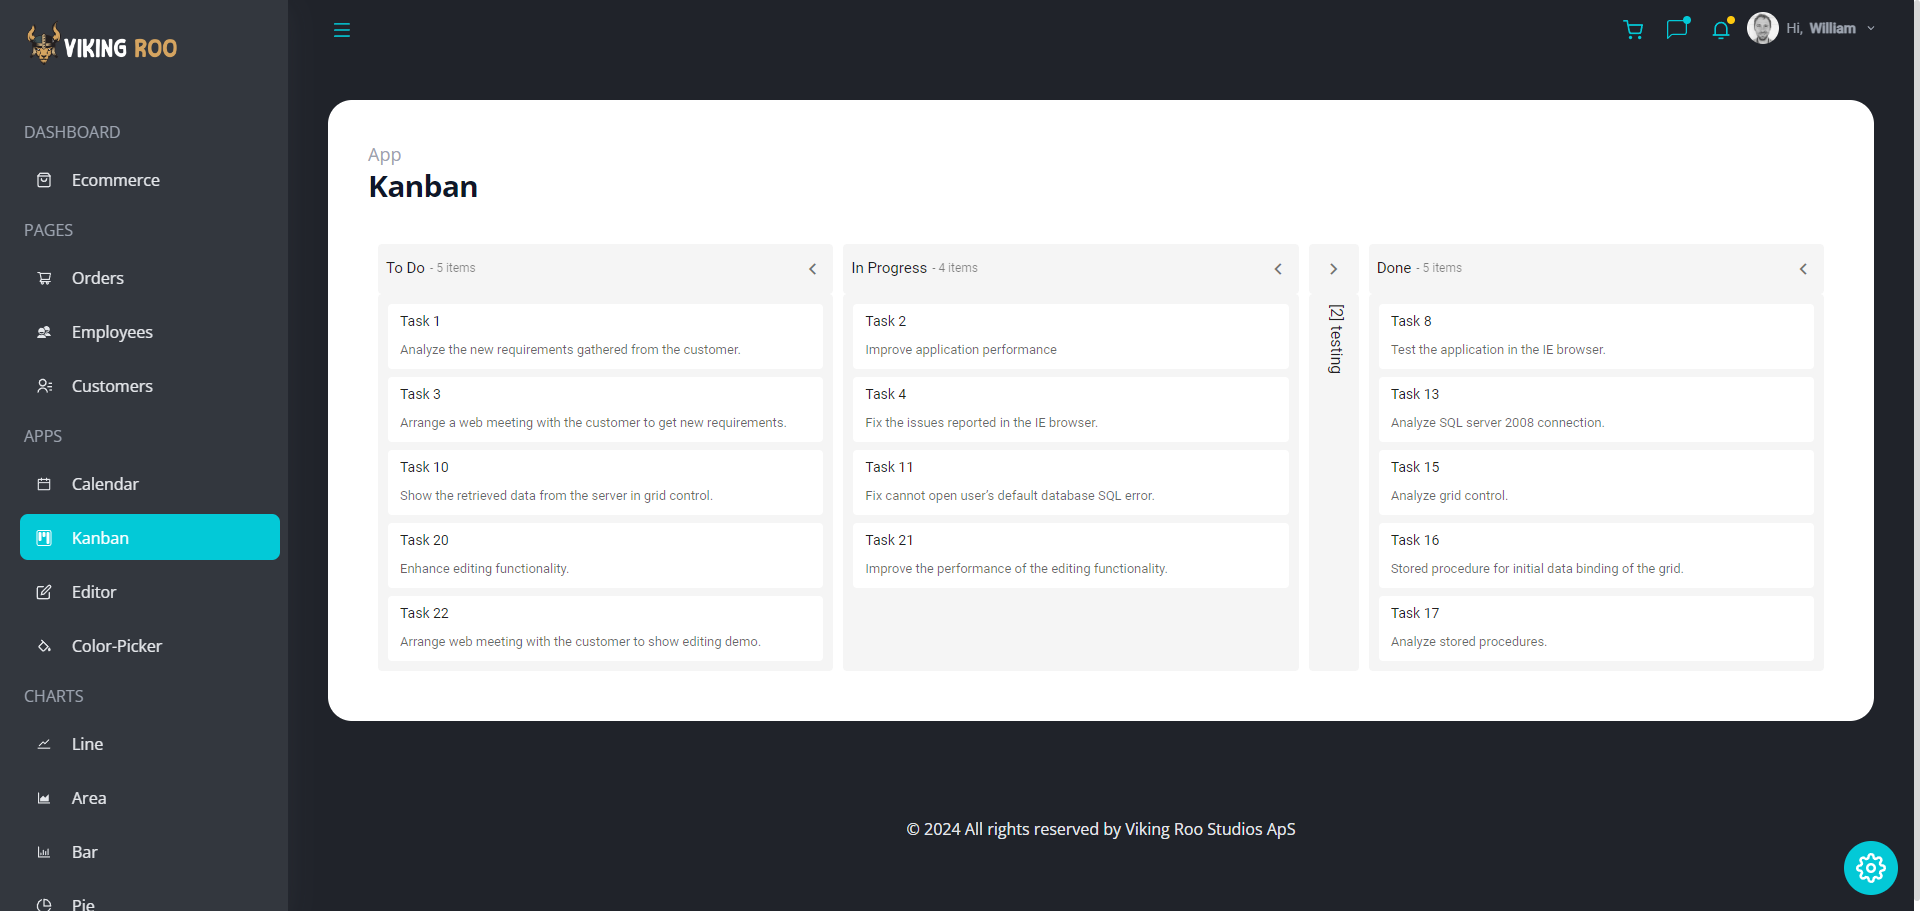 VIKING ROO
Hi, William
DASHBOARD
Ecommerce
PAGES
Orders
Employees
Customers
APPS
Calendar
Kanban
Editor
Color-Picker
CHARTS
Line
Area
Bar
Pie
App
Kanban
To Do - 5 items
Task 1
Analyze the new requirements gathered from the customer.
Task 3
Arrange a web meeting with the customer to get new requirements.
Task 10
Show the retrieved data from the server in grid control.
Task 20
Enhance editing functionality.
Task 22
Arrange web meeting with the customer to show editing demo.
In Progress - 4 items
Task 2
Improve application performance
Task 4
Fix the issues reported in the IE browser.
Task 11
Fix cannot open user’s default database SQL error.
Task 21
Improve the performance of the editing functionality.
[2] testing
Done - 5 items
Task 8
Test the application in the IE browser.
Task 13
Analyze SQL server 2008 connection.
Task 15
Analyze grid control.
Task 16
Stored procedure for initial data binding of the grid.
Task 17
Analyze stored procedures.
© 2024 All rights reserved by Viking Roo Studios ApS